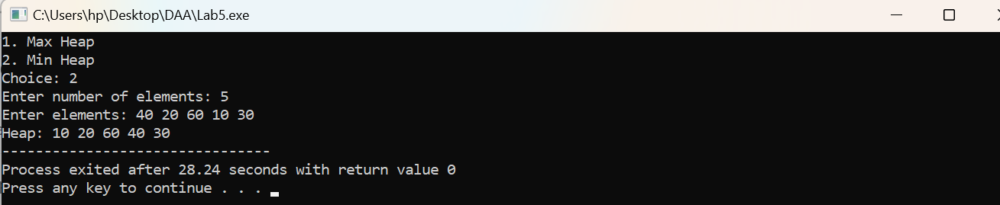 C:\Users\hp\Desktop\DAA\Lab5.exe
1. Max Heap
2. Min Heap
Choice: 2
Enter number of elements: 5
Enter elements: 40 20 60 10 30
Heap: 10 20 60 40 30
--------------------------------
Process exited after 28.24 seconds with return value 0
Press any key to continue . . .